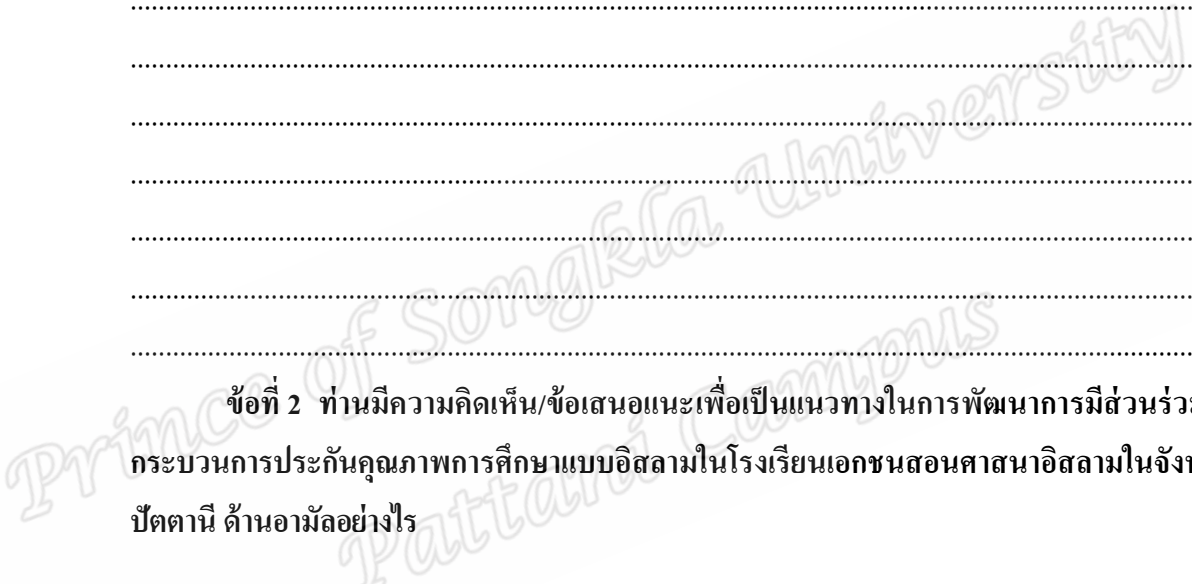 ข้อที่ 2 ท่านมีความคิดเห็น/ข้อเสนอแนะเพื่อเป็นแนวทางในการพัฒนาการมีส่วนร่วม
กระบวนการประกันคุณภาพการศึกษาแบบอิสลามในโรงเรียนเอกชนสอนศาสนาอิสลามในจัง
ปัตตานี ด้านอามัลอย่างไร
Prince of Songkla University
Pattani Campus